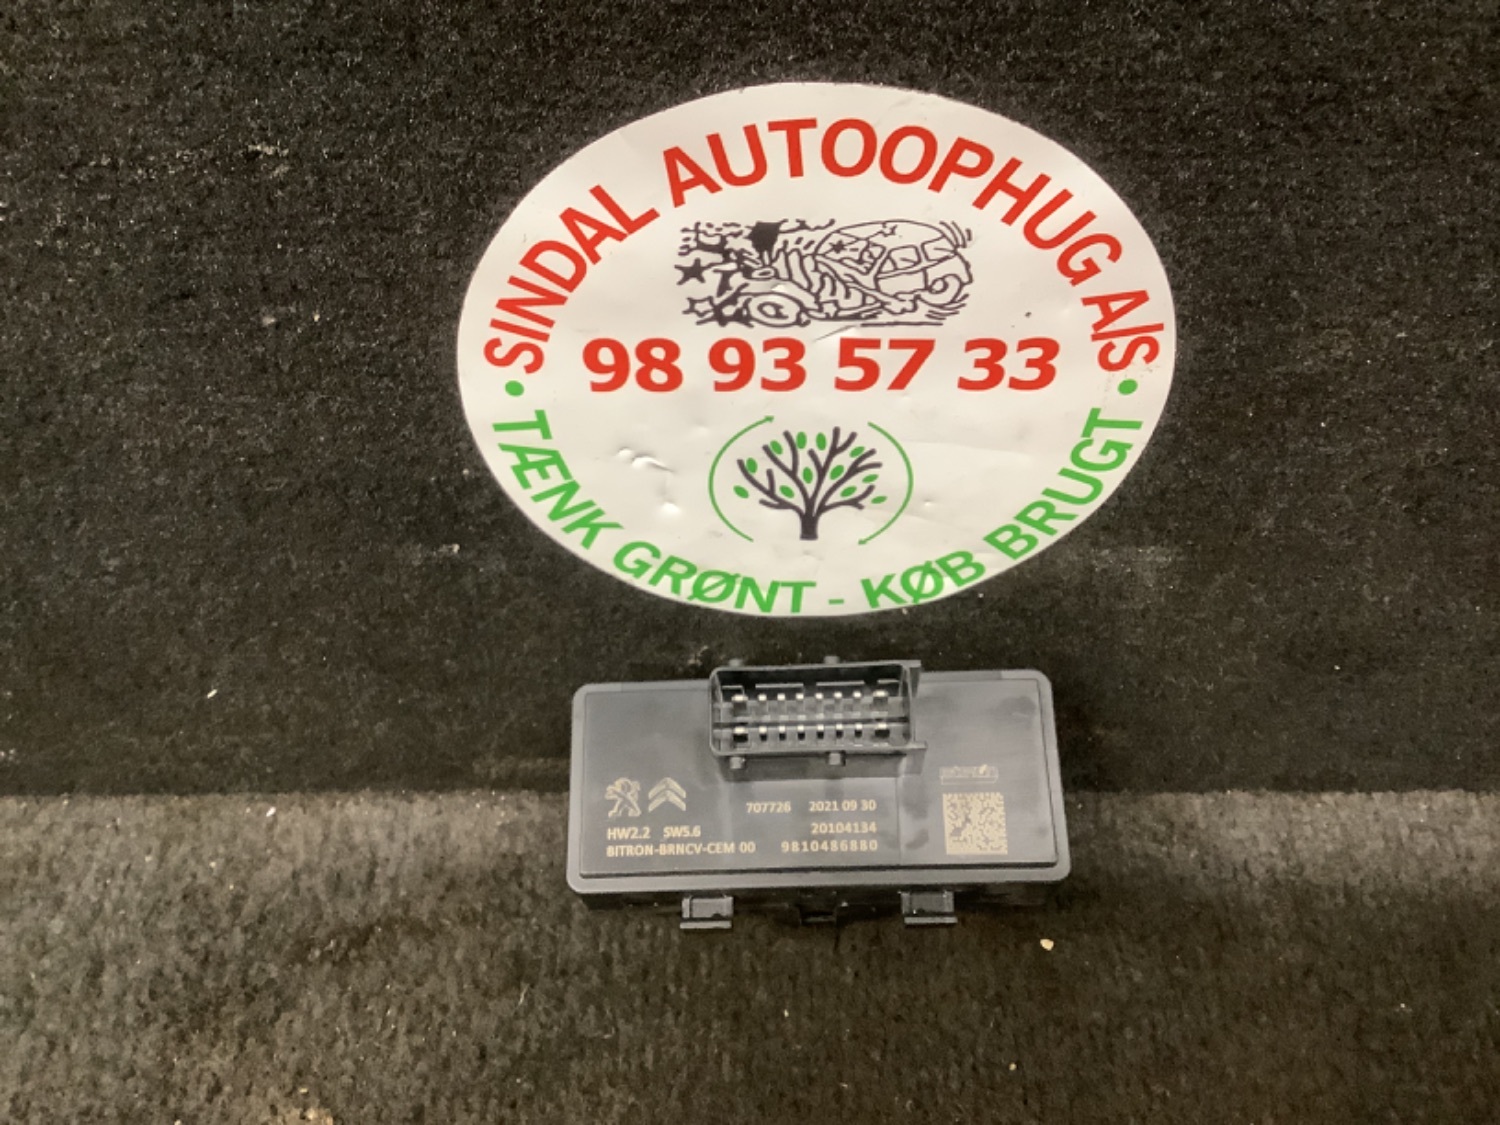 SINDAL AUTOOPHUG A/S
98 93 57 33
• TÆNK GRØNT - KØB BRUGT •
707726 2021 09 30
HW2.2 SW5.6 20104134
BITRON-BRNCV-CEM 00 9810486880